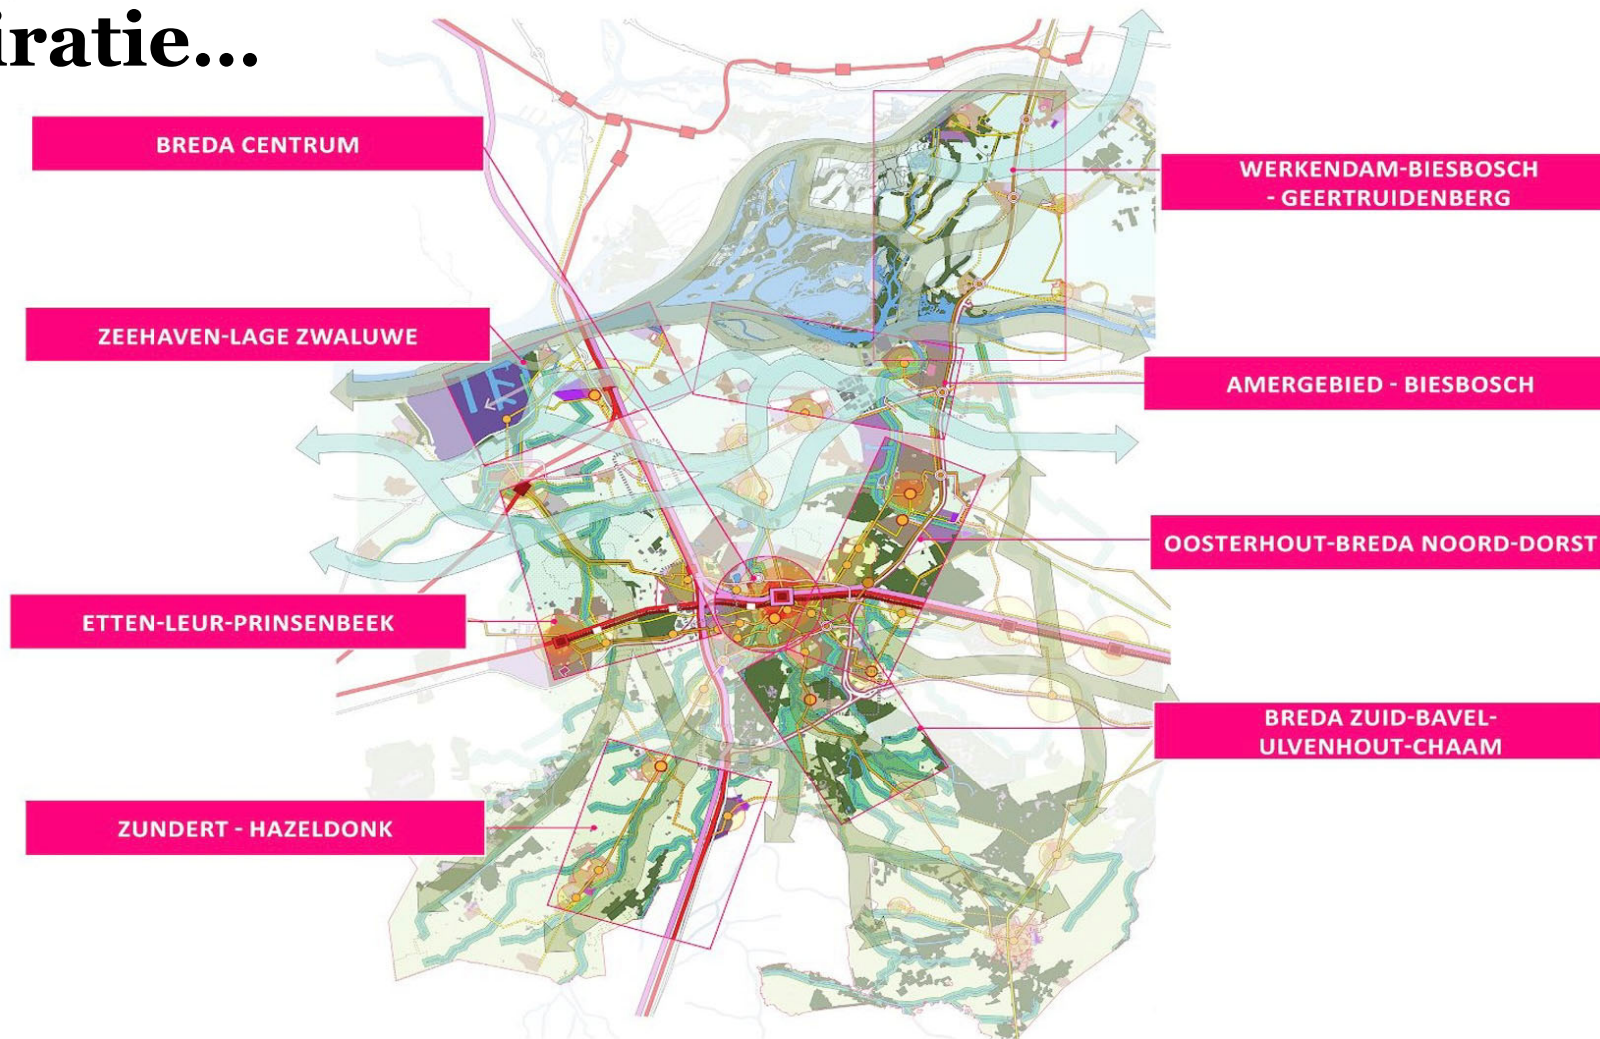 iratie...
BREDA CENTRUM
WERKENDAM-BIESBOSCH
- GEERTRUIDENBERG
ZEEHAVEN-LAGE ZWALUWE
AMERGEBIED - BIESBOSCH
OOSTERHOUT-BREDA NOORD-DORST
ETTEN-LEUR-PRINSENBEEK
BREDA ZUID-BAVEL-
ULVENHOUT-CHAAM
ZUNDERT - HAZELDONK